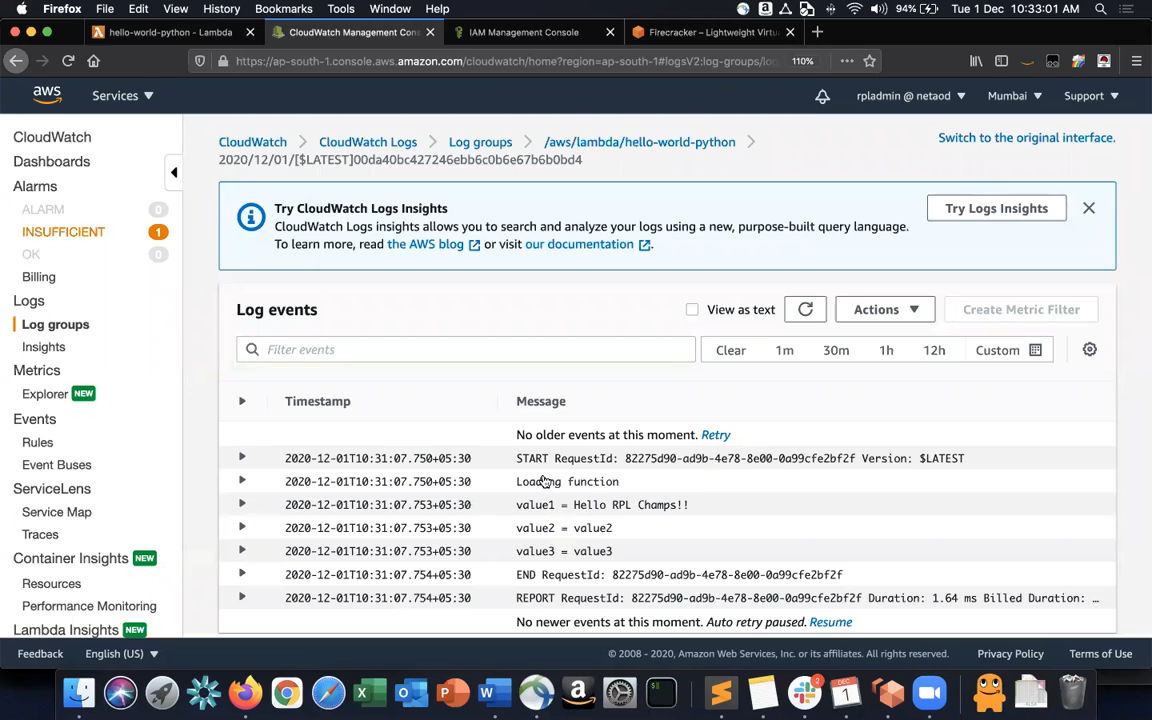 Firefox File Edit View History Bookmarks Tools Window Help 94% Tue 1 Dec 10:33:01 AM
hello-world-python - Lambda CloudWatch Management Con IAM Management Console Firecracker – Lightweight Virtu
https://ap-south-1.console.aws.amazon.com/cloudwatch/home?region=ap-south-1#logsV2:log-groups/ 110%
aws Services rpladmin @ netaod Mumbai Support
CloudWatch
Dashboards
Alarms
ALARM 0
INSUFFICIENT 1
OK 0
Billing
Logs
Log groups
Insights
Metrics
Explorer NEW
Events
Rules
Event Buses
ServiceLens
Service Map
Traces
Container Insights NEW
Resources
Performance Monitoring
Lambda Insights NEW
CloudWatch CloudWatch Logs Log groups /aws/lambda/hello-world-python
2020/12/01/[$LATEST]00da40bc427246ebb6c0b6e67b6b0bd4
Switch to the original interface.
Try CloudWatch Logs Insights
CloudWatch Logs insights allows you to search and analyze your logs using a new, purpose-built query language.
To learn more, read the AWS blog or visit our documentation.
Try Logs Insights
Log events View as text Actions Create Metric Filter
Filter events Clear 1m 30m 1h 12h Custom
Timestamp Message
No older events at this moment. Retry
2020-12-01T10:31:07.750+05:30 START RequestId: 82275d90-ad9b-4e78-8e00-0a99cfe2bf2f Version: $LATEST
2020-12-01T10:31:07.750+05:30 Loading function
2020-12-01T10:31:07.753+05:30 value1 = Hello RPL Champs!!
2020-12-01T10:31:07.753+05:30 value2 = value2
2020-12-01T10:31:07.753+05:30 value3 = value3
2020-12-01T10:31:07.754+05:30 END RequestId: 82275d90-ad9b-4e78-8e00-0a99cfe2bf2f
2020-12-01T10:31:07.754+05:30 REPORT RequestId: 82275d90-ad9b-4e78-8e00-0a99cfe2bf2f Duration: 1.64 ms Billed Duration: …
No newer events at this moment. Auto retry paused. Resume
Feedback English (US) © 2008 - 2020, Amazon Web Services, Inc. or its affiliates. All rights reserved. Privacy Policy Terms of Use